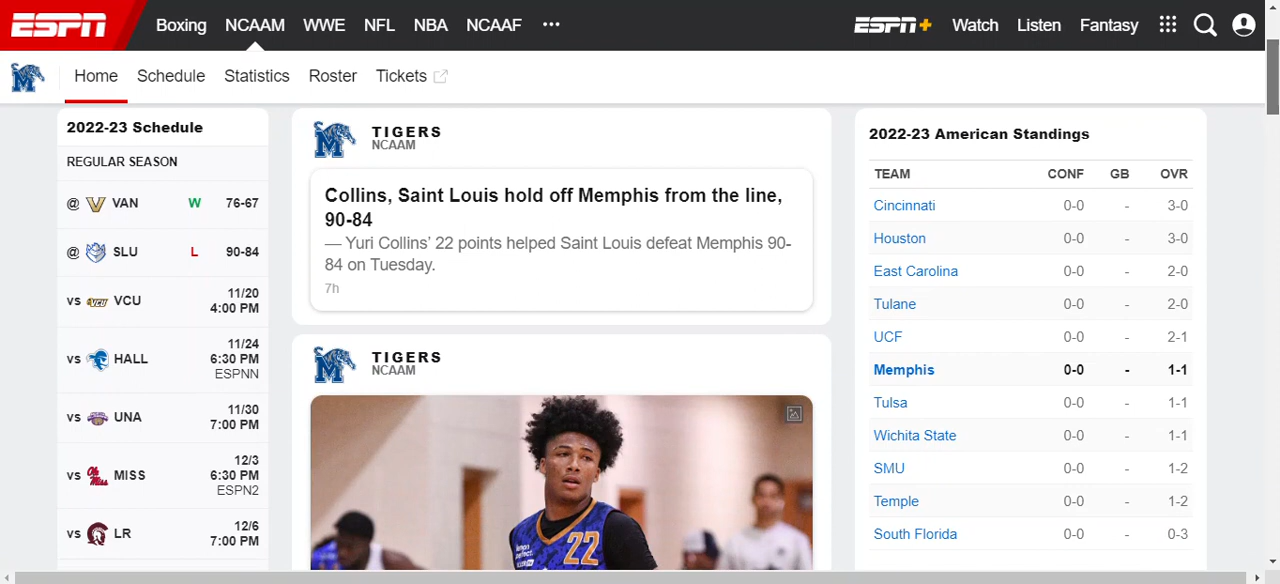 ESPN Boxing NCAAM WWE NFL NBA NCAAF ESPN+ Watch Listen Fantasy
M Home Schedule Statistics Roster Tickets
2022-23 Schedule
REGULAR SEASON
@ VAN W 76-67
@ SLU L 90-84
vs VCU 11/20
4:00 PM
vs HALL 11/24
6:30 PM
ESPNN
vs UNA 11/30
7:00 PM
vs Ole Miss MISS 12/3
6:30 PM
ESPN2
vs LR 12/6
7:00 PM
M TIGERS
NCAAM
Collins, Saint Louis hold off Memphis from the line,
90-84
— Yuri Collins' 22 points helped Saint Louis defeat Memphis 90-
84 on Tuesday.
7h
M TIGERS
NCAAM
22
2022-23 American Standings
TEAM CONF GB OVR
Cincinnati 0-0 - 3-0
Houston 0-0 - 3-0
East Carolina 0-0 - 2-0
Tulane 0-0 - 2-0
UCF 0-0 - 2-1
Memphis 0-0 - 1-1
Tulsa 0-0 - 1-1
Wichita State 0-0 - 1-1
SMU 0-0 - 1-2
Temple 0-0 - 1-2
South Florida 0-0 - 0-3